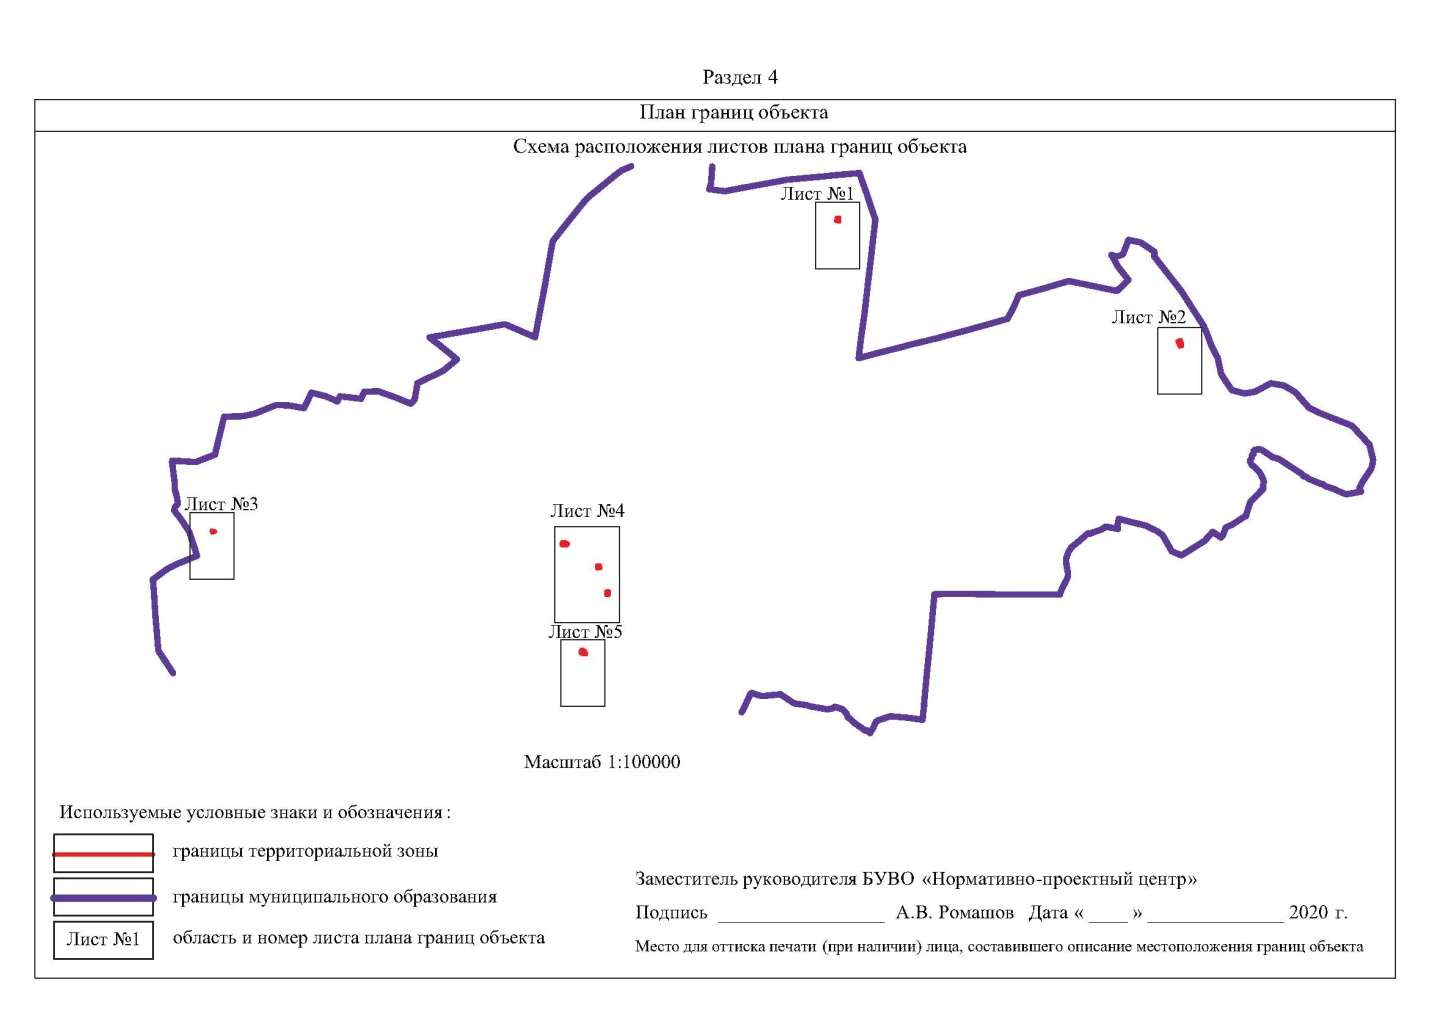 Раздел 4
План границ объекта
Схема расположения листов плана границ объекта
Лист №1
Лист №2
Лист №3
Лист №4
Лист №5
Масштаб 1:100000
Используемые условные знаки и обозначения :
границы территориальной зоны
границы муниципального образования
Лист №1 область и номер листа плана границ объекта
Заместитель руководителя БУВО «Нормативно-проектный центр»
Подпись _________________ А.В. Ромашов Дата « ____ » ______________ 2020 г.
Место для оттиска печати (при наличии) лица, составившего описание местоположения границ объекта